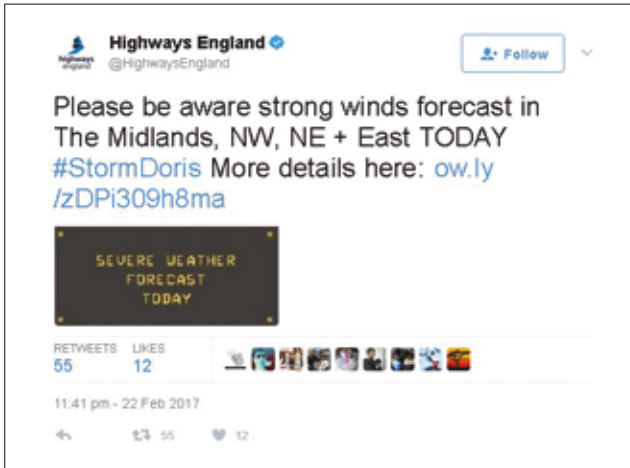 Highways England
highways
england
@HighwaysEngland
Follow
Please be aware strong winds forecast in
The Midlands, NW, NE + East TODAY
#StormDoris More details here: ow.ly
/zDPi309h8ma
SEVERE WEATHER
FORECAST
TODAY
RETWEETS LIKES
55 12
11:41 pm - 22 Feb 2017
55 12